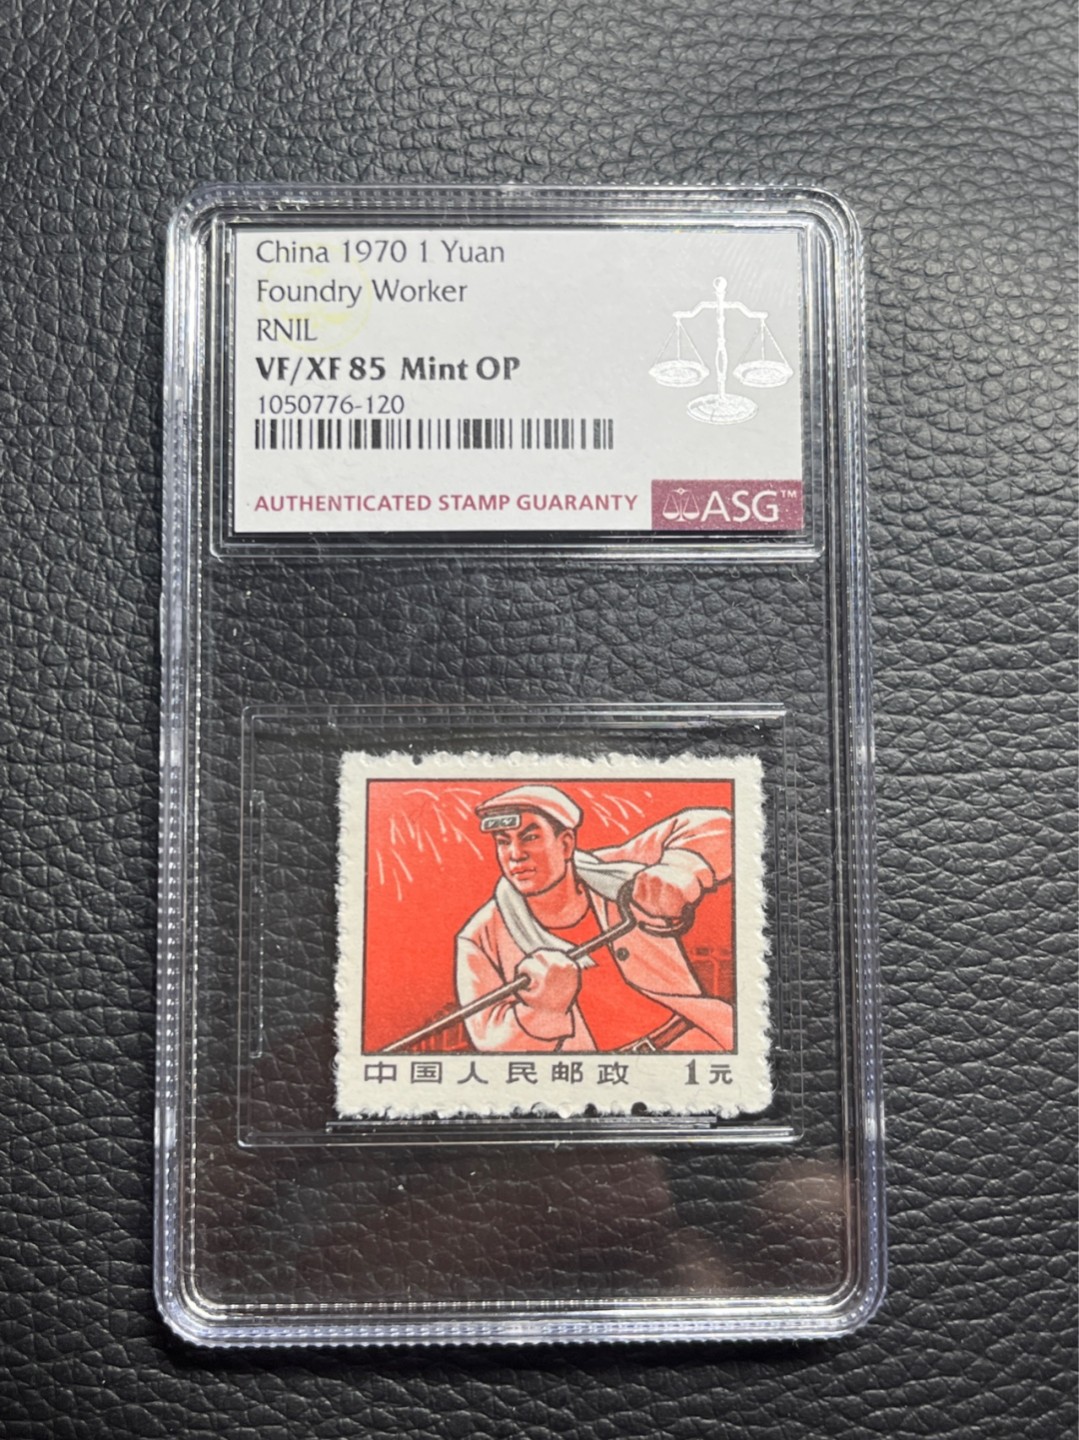 China 1970 1 Yuan
Foundry Worker
RNIL
VF/XF 85 Mint OP
1050776-120
AUTHENTICATED STAMP GUARANTY ASG™
中国人民邮政 1元